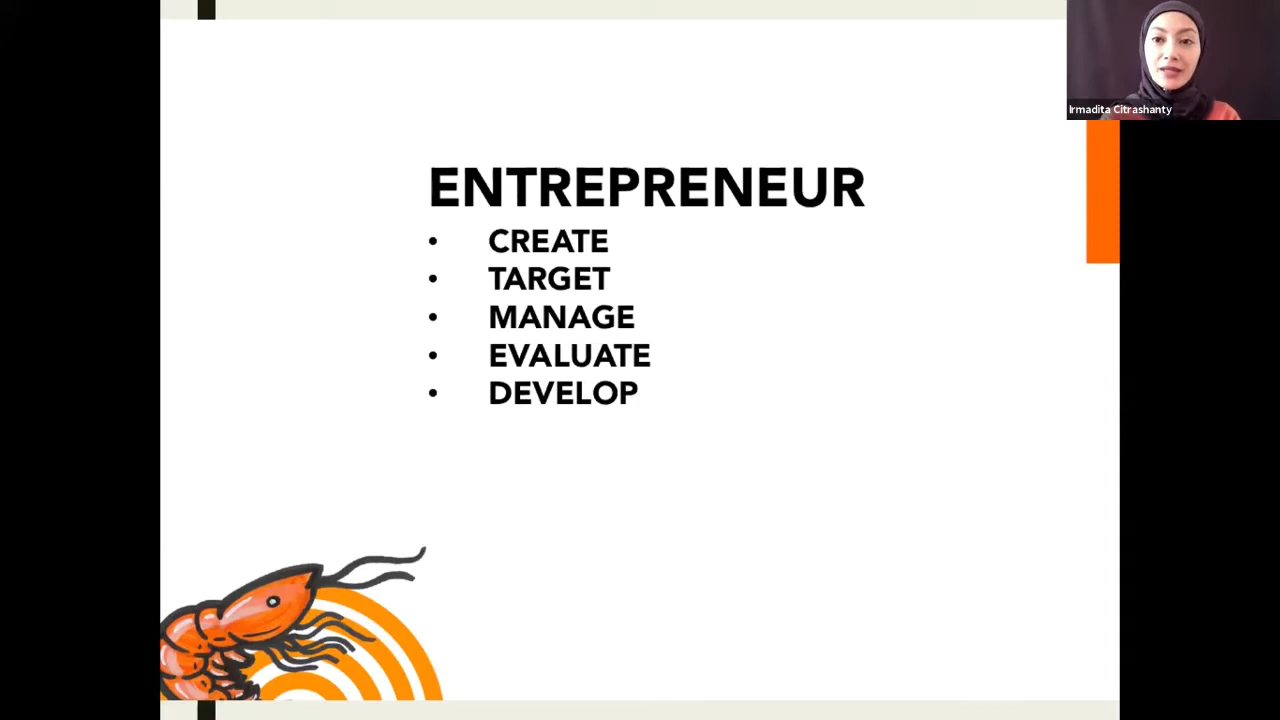 Irmadita Citrashanty
ENTREPRENEUR
• CREATE
• TARGET
• MANAGE
• EVALUATE
• DEVELOP